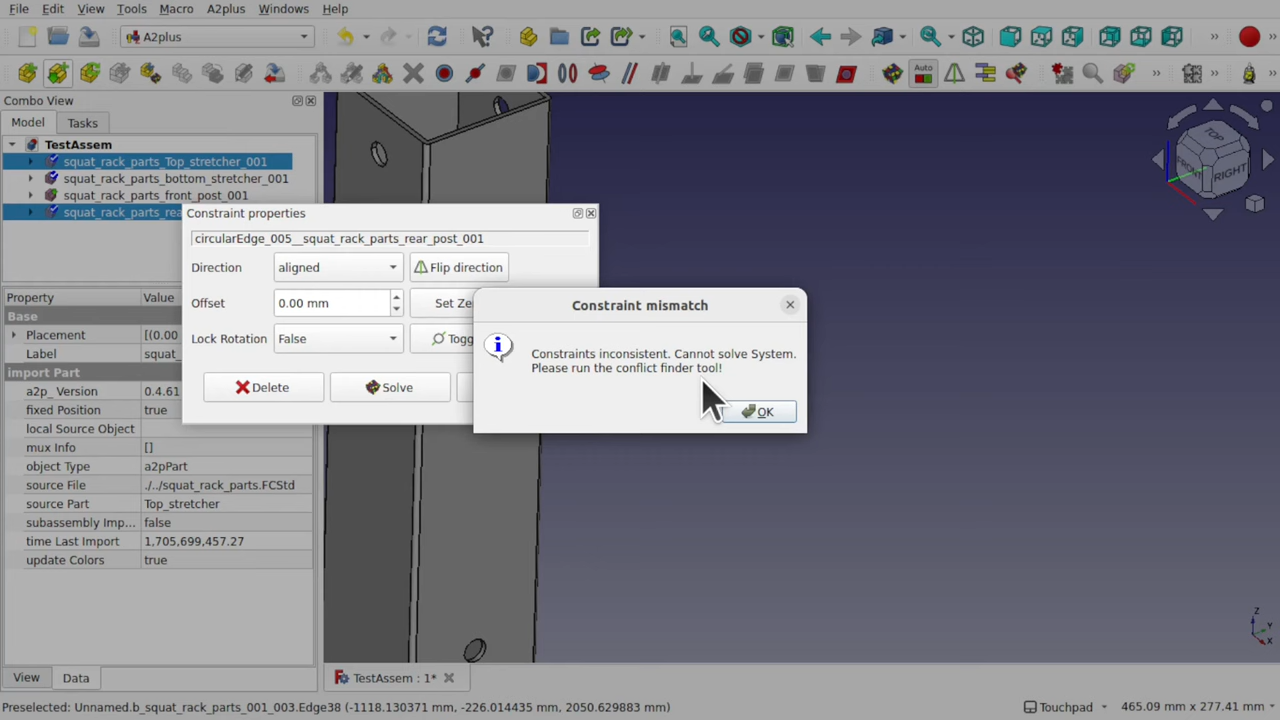 File Edit View Tools Macro A2plus Windows Help
A2plus
Auto
Combo View
Model Tasks
TestAssem
squat_rack_parts_Top_stretcher_001
squat_rack_parts_bottom_stretcher_001
squat_rack_parts_front_post_001
squat_rack_parts_rea
Property Value
Base
Placement [(0.00
Label squat_
import Part
a2p_ Version 0.4.61
fixed Position true
local Source Object
mux Info []
object Type a2pPart
source File ./../squat_rack_parts.FCStd
source Part Top_stretcher
subassembly Imp... false
time Last Import 1,705,699,457.27
update Colors true
View Data
Constraint properties
circularEdge_005__squat_rack_parts_rear_post_001
Direction aligned Flip direction
Offset 0.00 mm Set Ze
Lock Rotation False Togg
Delete Solve
Constraint mismatch
Constraints inconsistent. Cannot solve System.
Please run the conflict finder tool!
OK
TOP
FRONT
RIGHT
Z
Y
X
TestAssem : 1*
Preselected: Unnamed.b_squat_rack_parts_001_003.Edge38 (-1118.130371 mm, -226.014435 mm, 2050.629883 mm)
Touchpad
465.09 mm x 277.41 mm